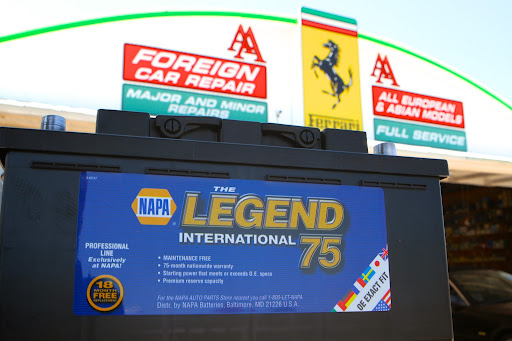 AA
FOREIGN
CAR REPAIR
MAJOR AND MINOR
REPAIRS
Ferrari
AA
ALL EUROPEAN
& ASIAN
FULL SERVICE
NAPA
THE
LEGEND
INTERNATIONAL 75
PROFESSIONAL
LINE
Exclusively
at NAPA!
• MAINTENANCE FREE
• 75-month nationwide warranty
• Starting power that meets or exceeds O.E. specs
• Premium reserve capacity
18
MONTH
FREE
For the NAPA AUTO PARTS Store nearest you call 1-800-LET-NAPA
Distr. by NAPA Batteries, Baltimore, MD 21226 U.S.A.
OE EXACT FIT